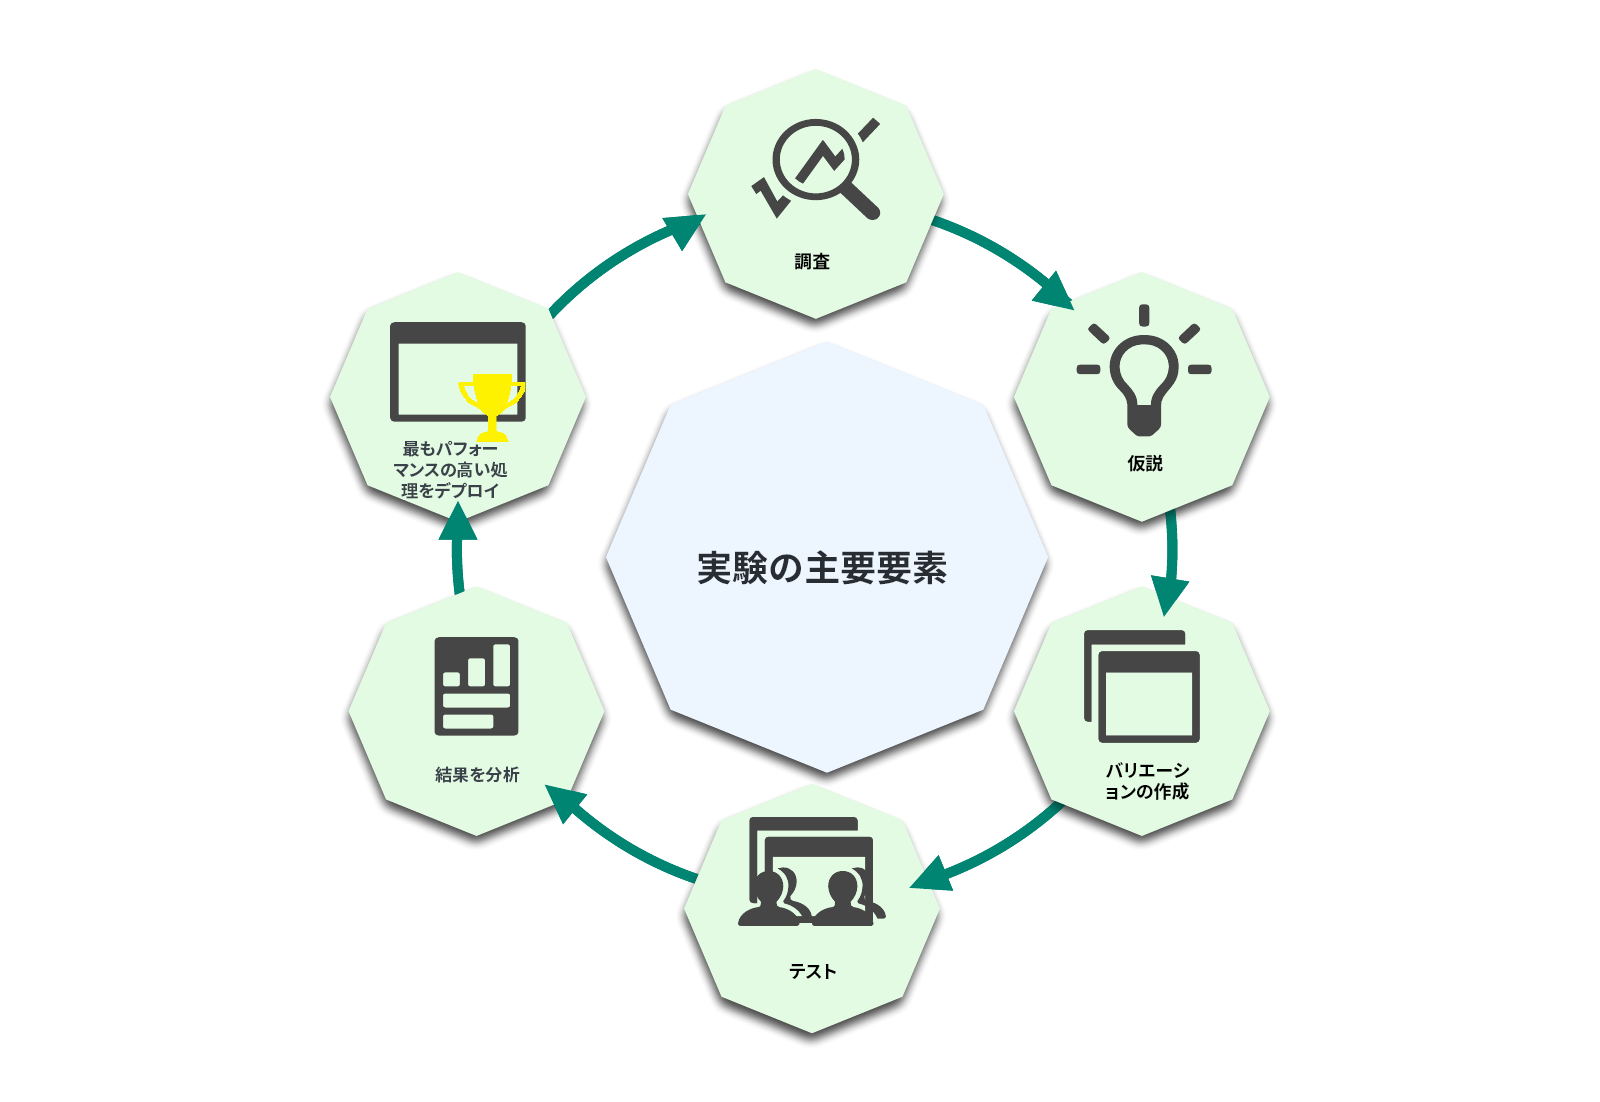 調査
仮説
バリエーシ
ョンの作成
テスト
結果を分析
最もパフォー
マンスの高い処
理をデプロイ
実験の主要要素